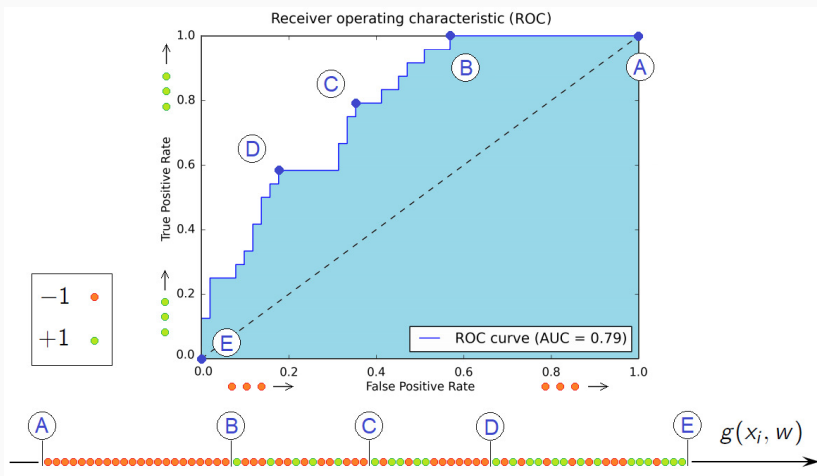 Receiver operating characteristic (ROC)
1.0
0.8
0.6
0.4
0.2
0.0
True Positive Rate
A
B
C
D
E
−1
+1
ROC curve (AUC = 0.79)
0.0 0.2 0.4 0.6 0.8 1.0
False Positive Rate
A B C D E g(x_i, w)